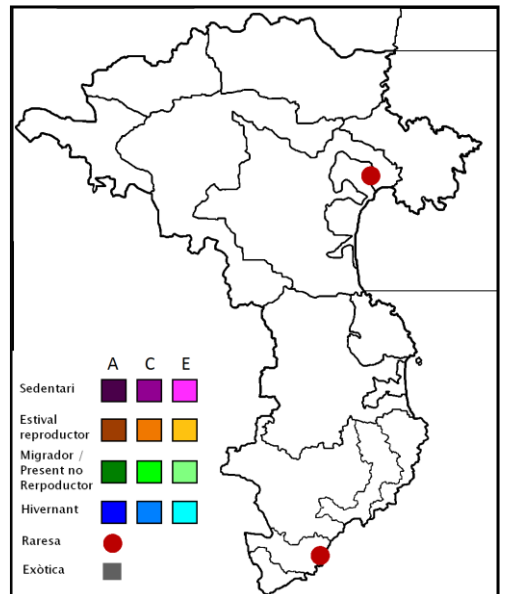 A C E
Sedentari
Estival
reproductor
Migrador /
Present no
Rerpoductor
Hivernant
Raresa
Exòtica